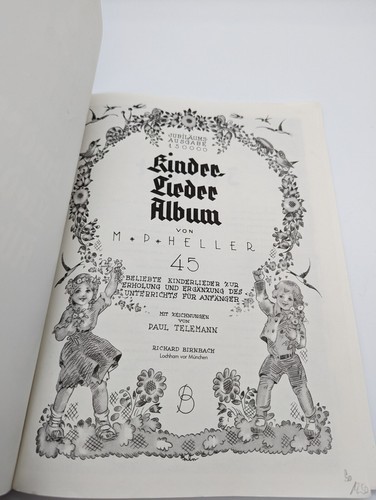 JUBILÄUMS
AUSGABE
150000
Kinder
Lieder
Album
VON
M·P·HELLER
45
BELIEBTE KINDERLIEDER ZUR
ERHOLUNG UND ERGÄNZUNG DES
UNTERRICHTS FÜR ANFÄNGER
MIT ZEICHNUNGEN
VON
PAUL TELEMANN
RICHARD BIRNBACH
Lochham vor München
B